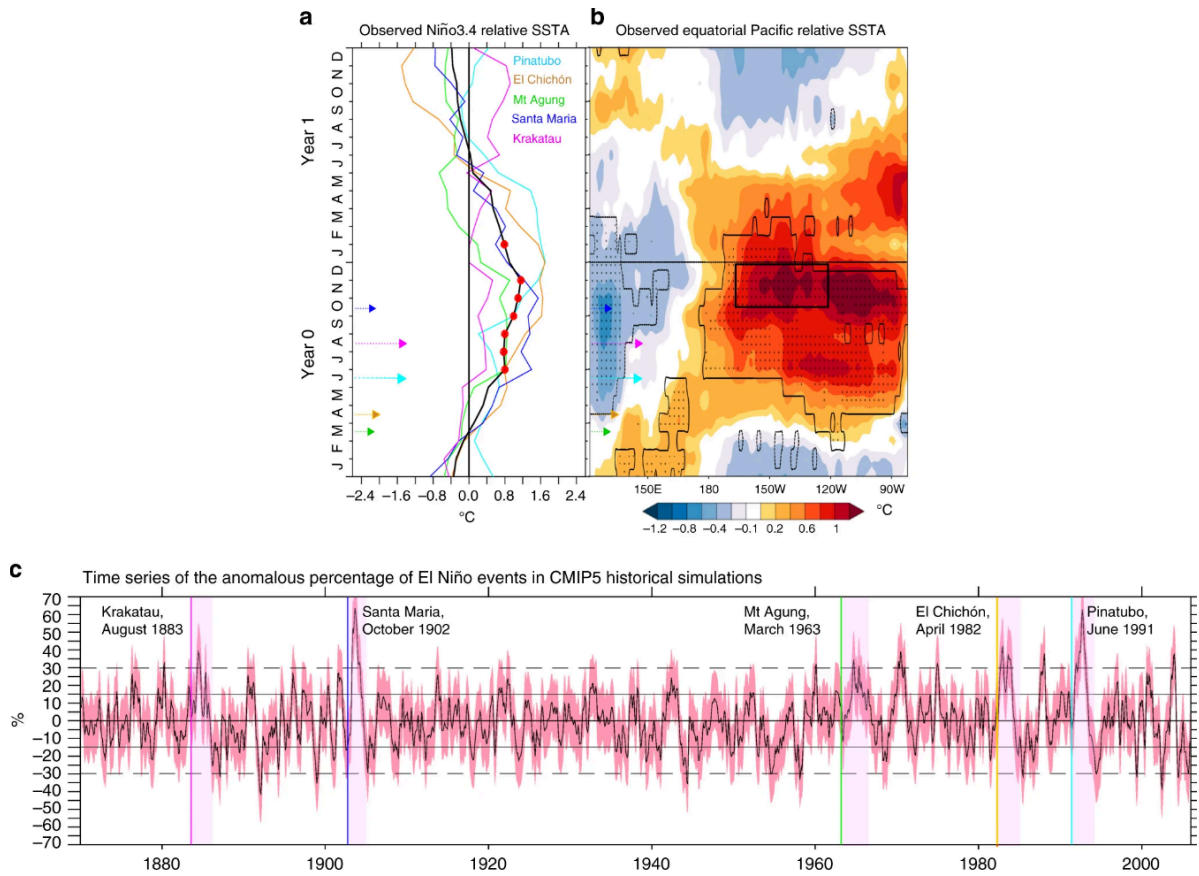 a
Observed Niño3.4 relative SSTA
Pinatubo
El Chichón
Mt Agung
Santa Maria
Krakatau
Year 1
D
N
O
S
A
J
J
M
A
M
F
J
Year 0
D
N
O
S
A
J
J
M
A
M
F
J
−2.4 −1.6 −0.8 0.0 0.8 1.6 2.4
°C
b
Observed equatorial Pacific relative SSTA
150E 180 150W 120W 90W
−1.2 −0.8 −0.4 −0.1 0.2 0.6 1
°C
c
Time series of the anomalous percentage of El Niño events in CMIP5 historical simulations
Krakatau,
August 1883
Santa Maria,
October 1902
Mt Agung,
March 1963
El Chichón,
April 1982
Pinatubo,
June 1991
%
70
60
50
40
30
20
10
0
−10
−20
−30
−40
−50
−60
−70
1880 1900 1920 1940 1960 1980 2000